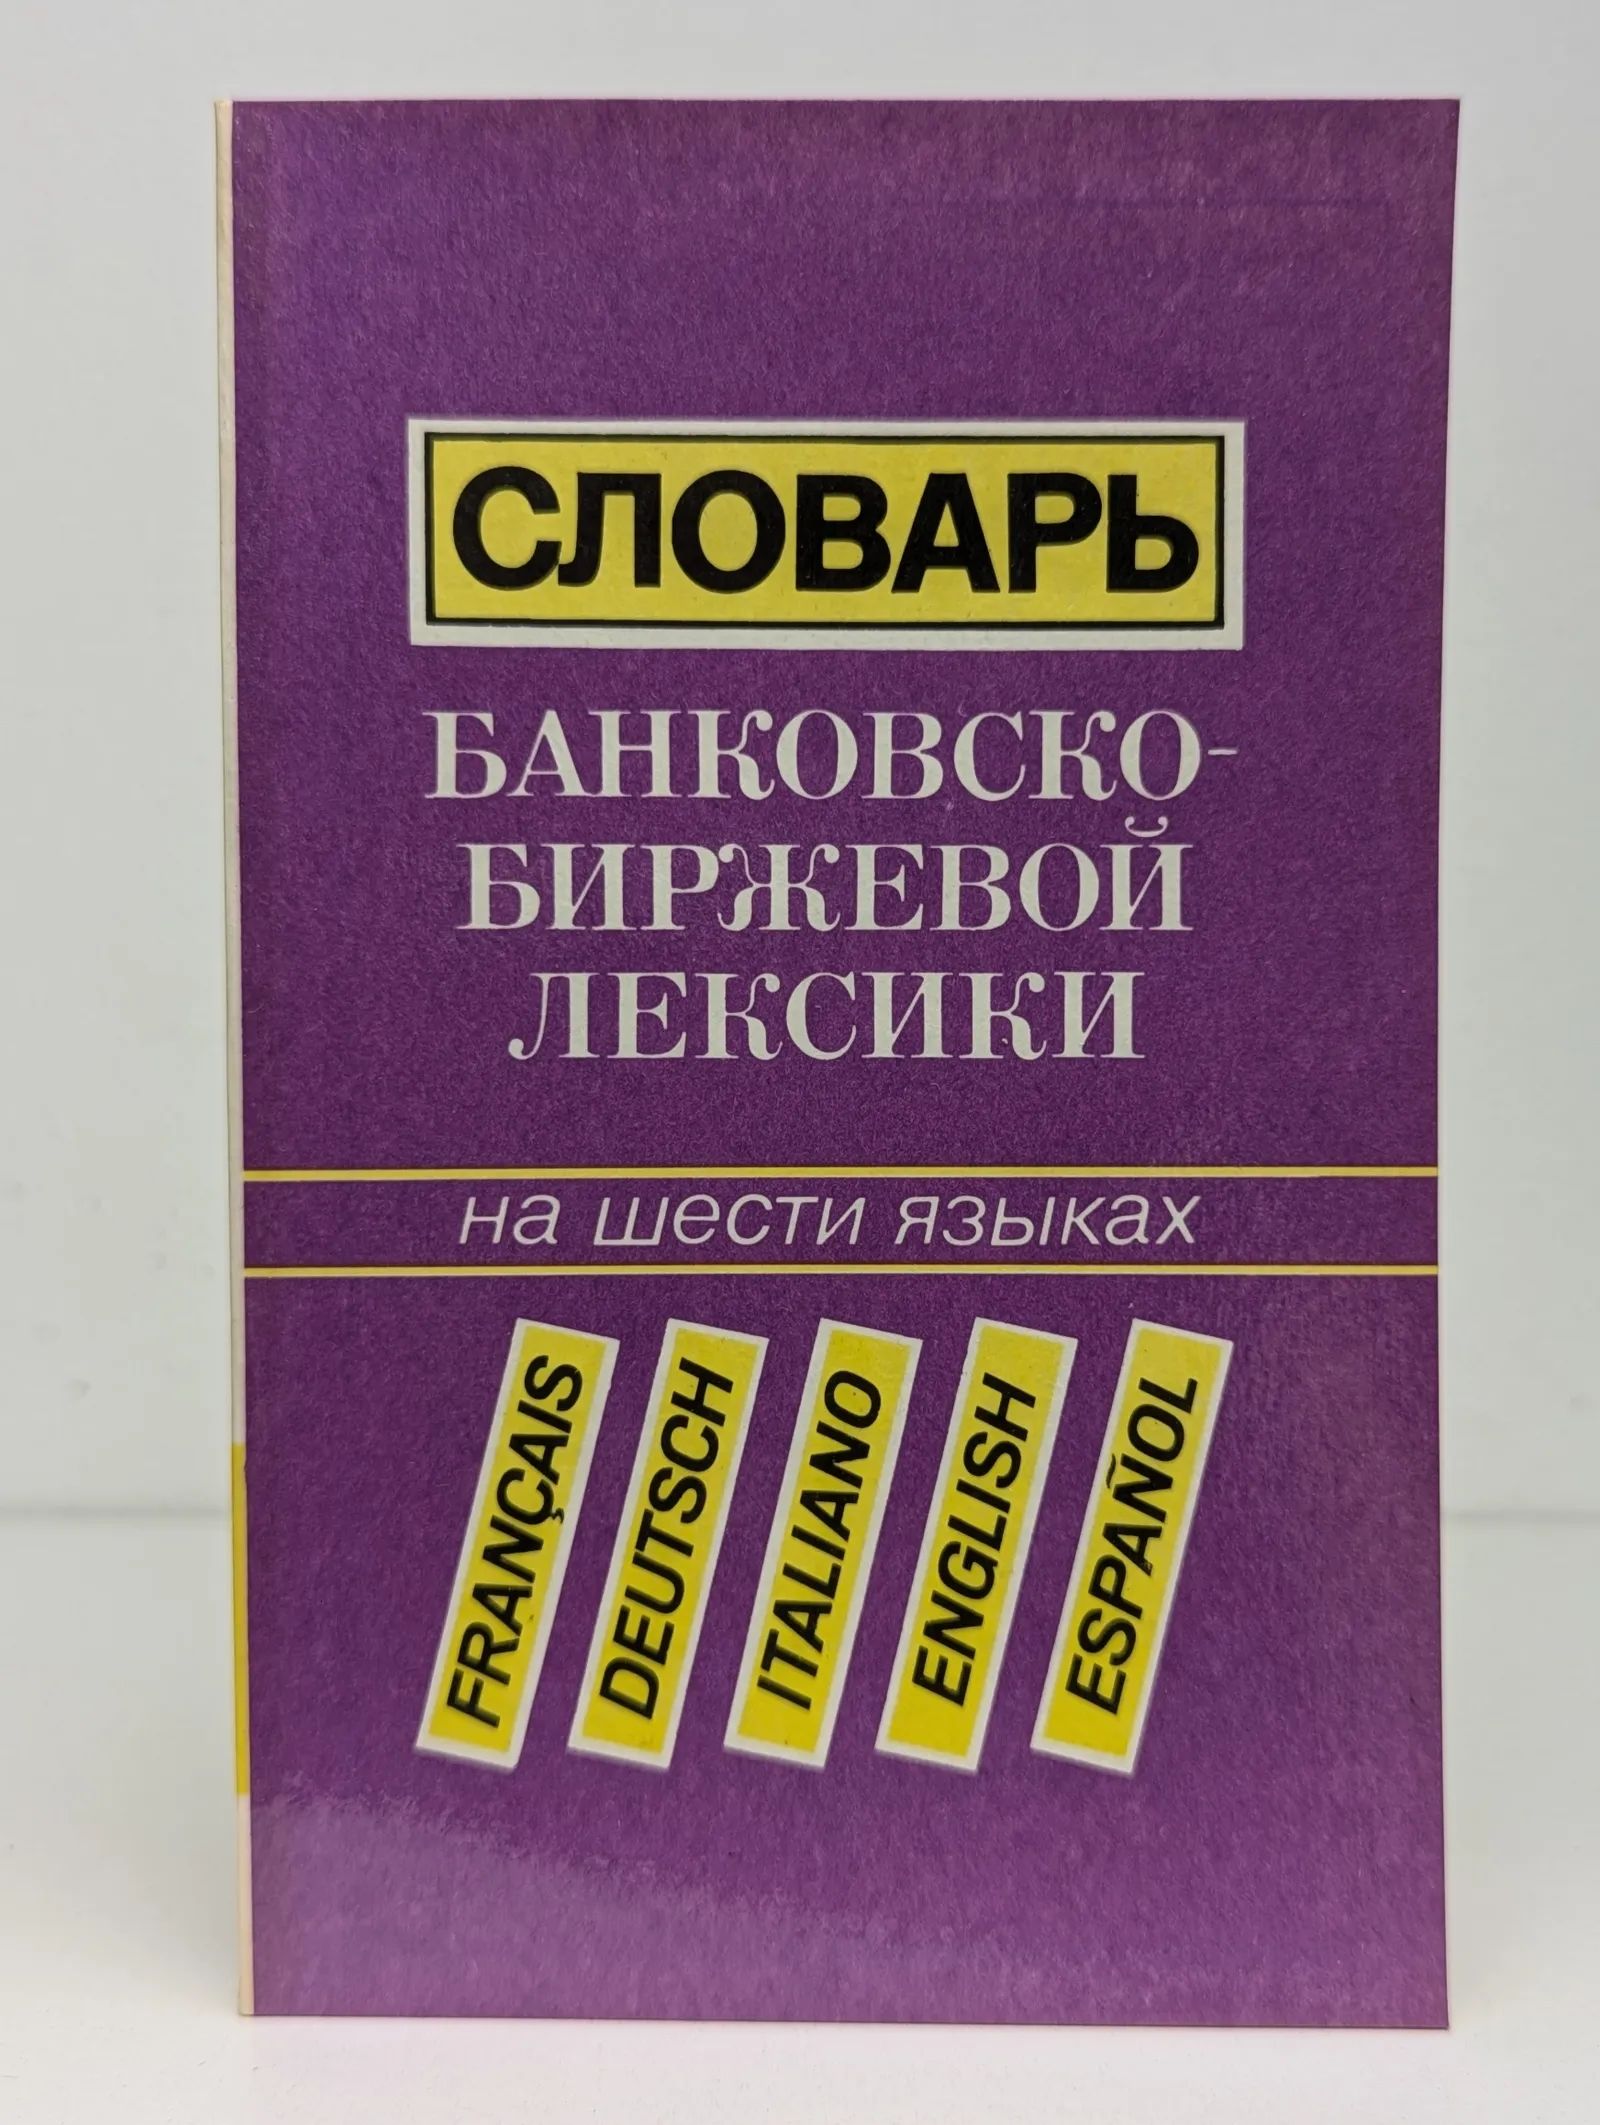 СЛОВАРЬ
БАНКОВСКО-
БИРЖЕВОЙ
ЛЕКСИКИ
на шести языках
FRANÇAIS
DEUTSCH
ITALIANO
ENGLISH
ESPAÑOL